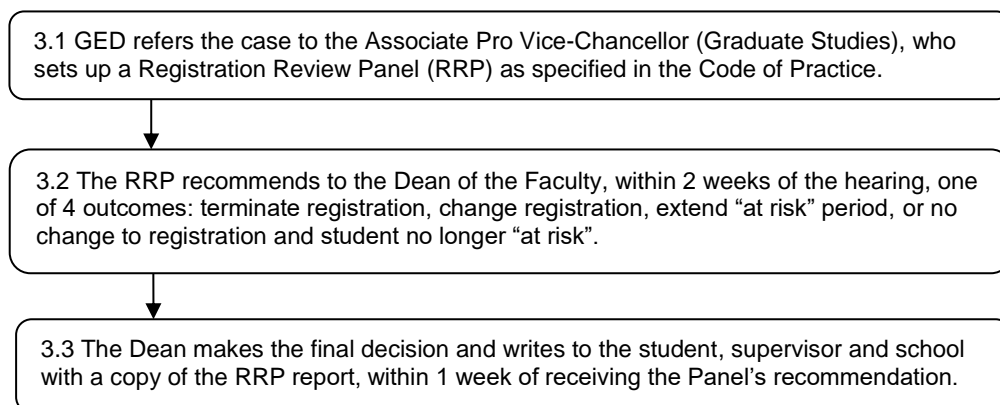 3.1 GED refers the case to the Associate Pro Vice-Chancellor (Graduate Studies), who
sets up a Registration Review Panel (RRP) as specified in the Code of Practice.
3.2 The RRP recommends to the Dean of the Faculty, within 2 weeks of the hearing, one
of 4 outcomes: terminate registration, change registration, extend “at risk” period, or no
change to registration and student no longer “at risk”.
3.3 The Dean makes the final decision and writes to the student, supervisor and school
with a copy of the RRP report, within 1 week of receiving the Panel’s recommendation.